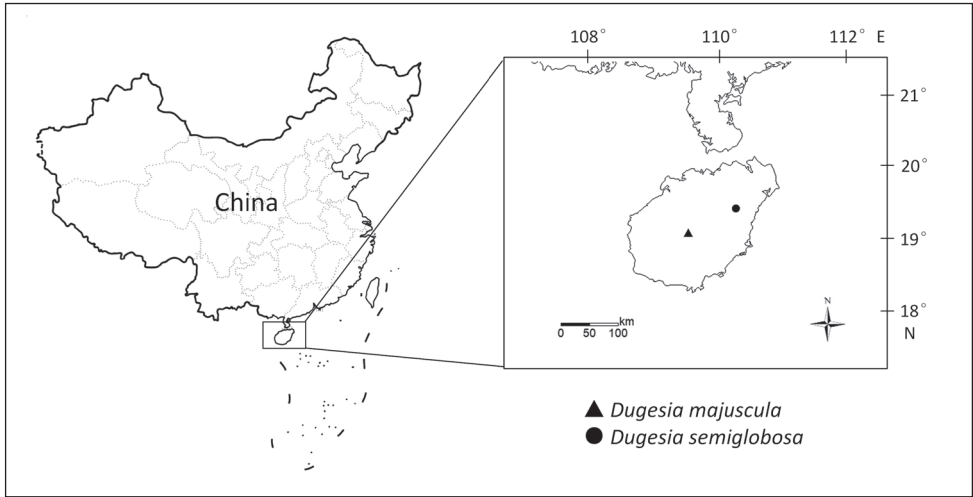 108° 110° 112° E
21°
20°
19°
18°
N
China
N
km
0 50 100
Dugesia majuscula
Dugesia semiglobosa